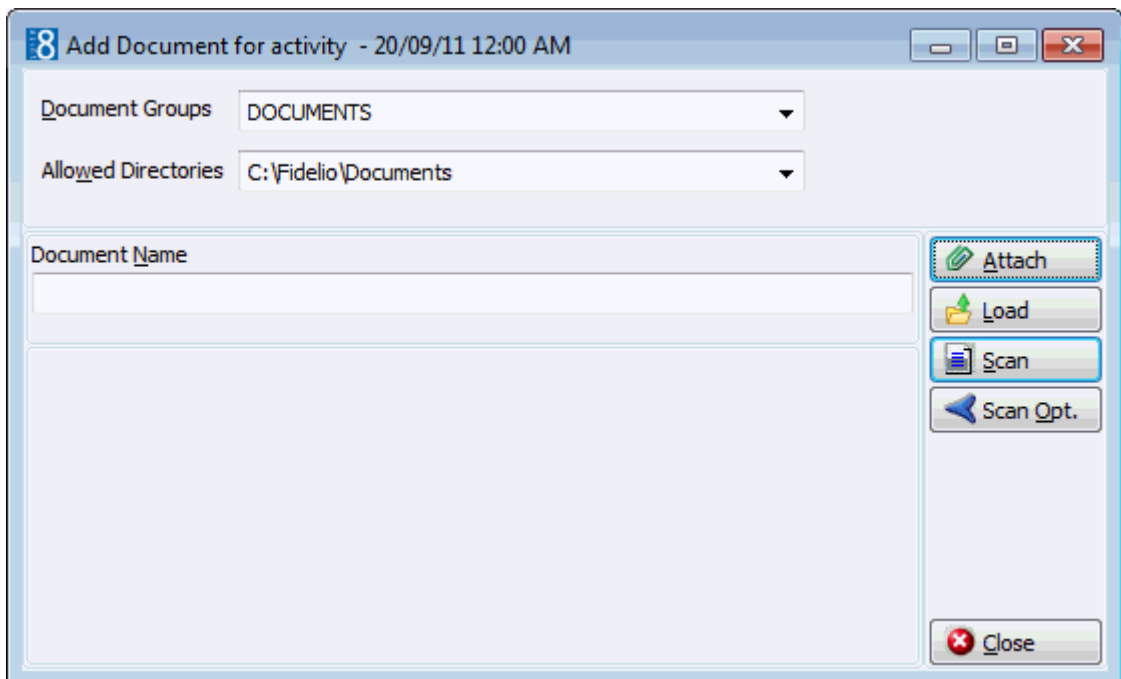 8 Add Document for activity - 20/09/11 12:00 AM
Document Groups DOCUMENTS
Allowed Directories C:\Fidelio\Documents
Document Name
Attach
Load
Scan
Scan Opt.
Close